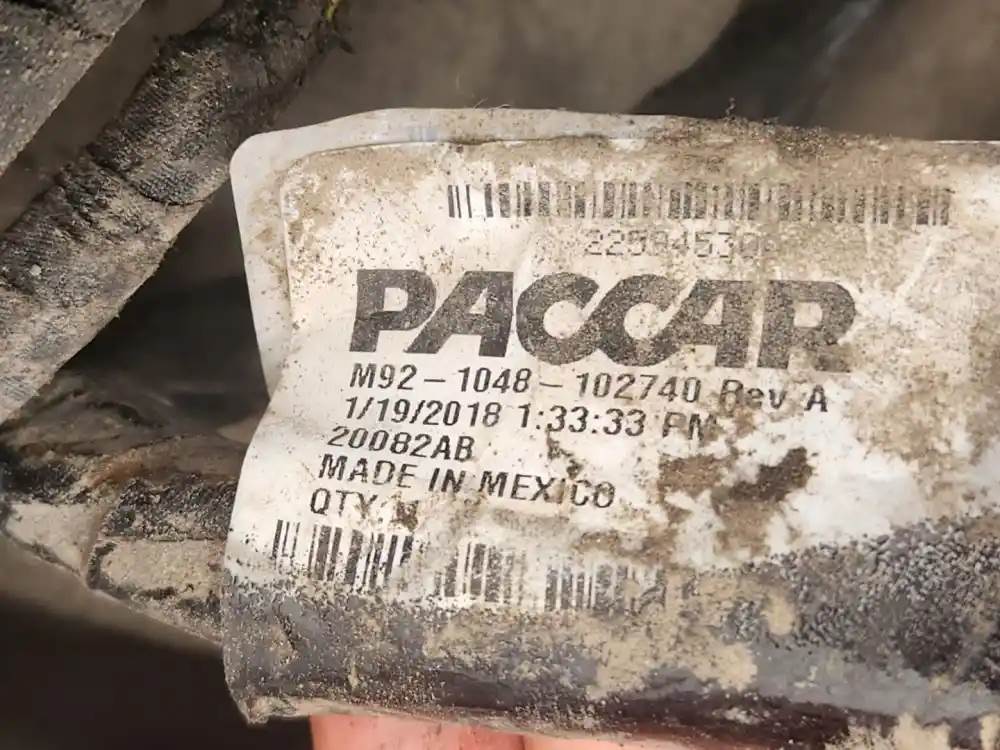 PACCAR
M92-1048-102740 Rev A
1/19/2018 1:33:33 PM
20082AB
MADE IN MEXICO
QTY